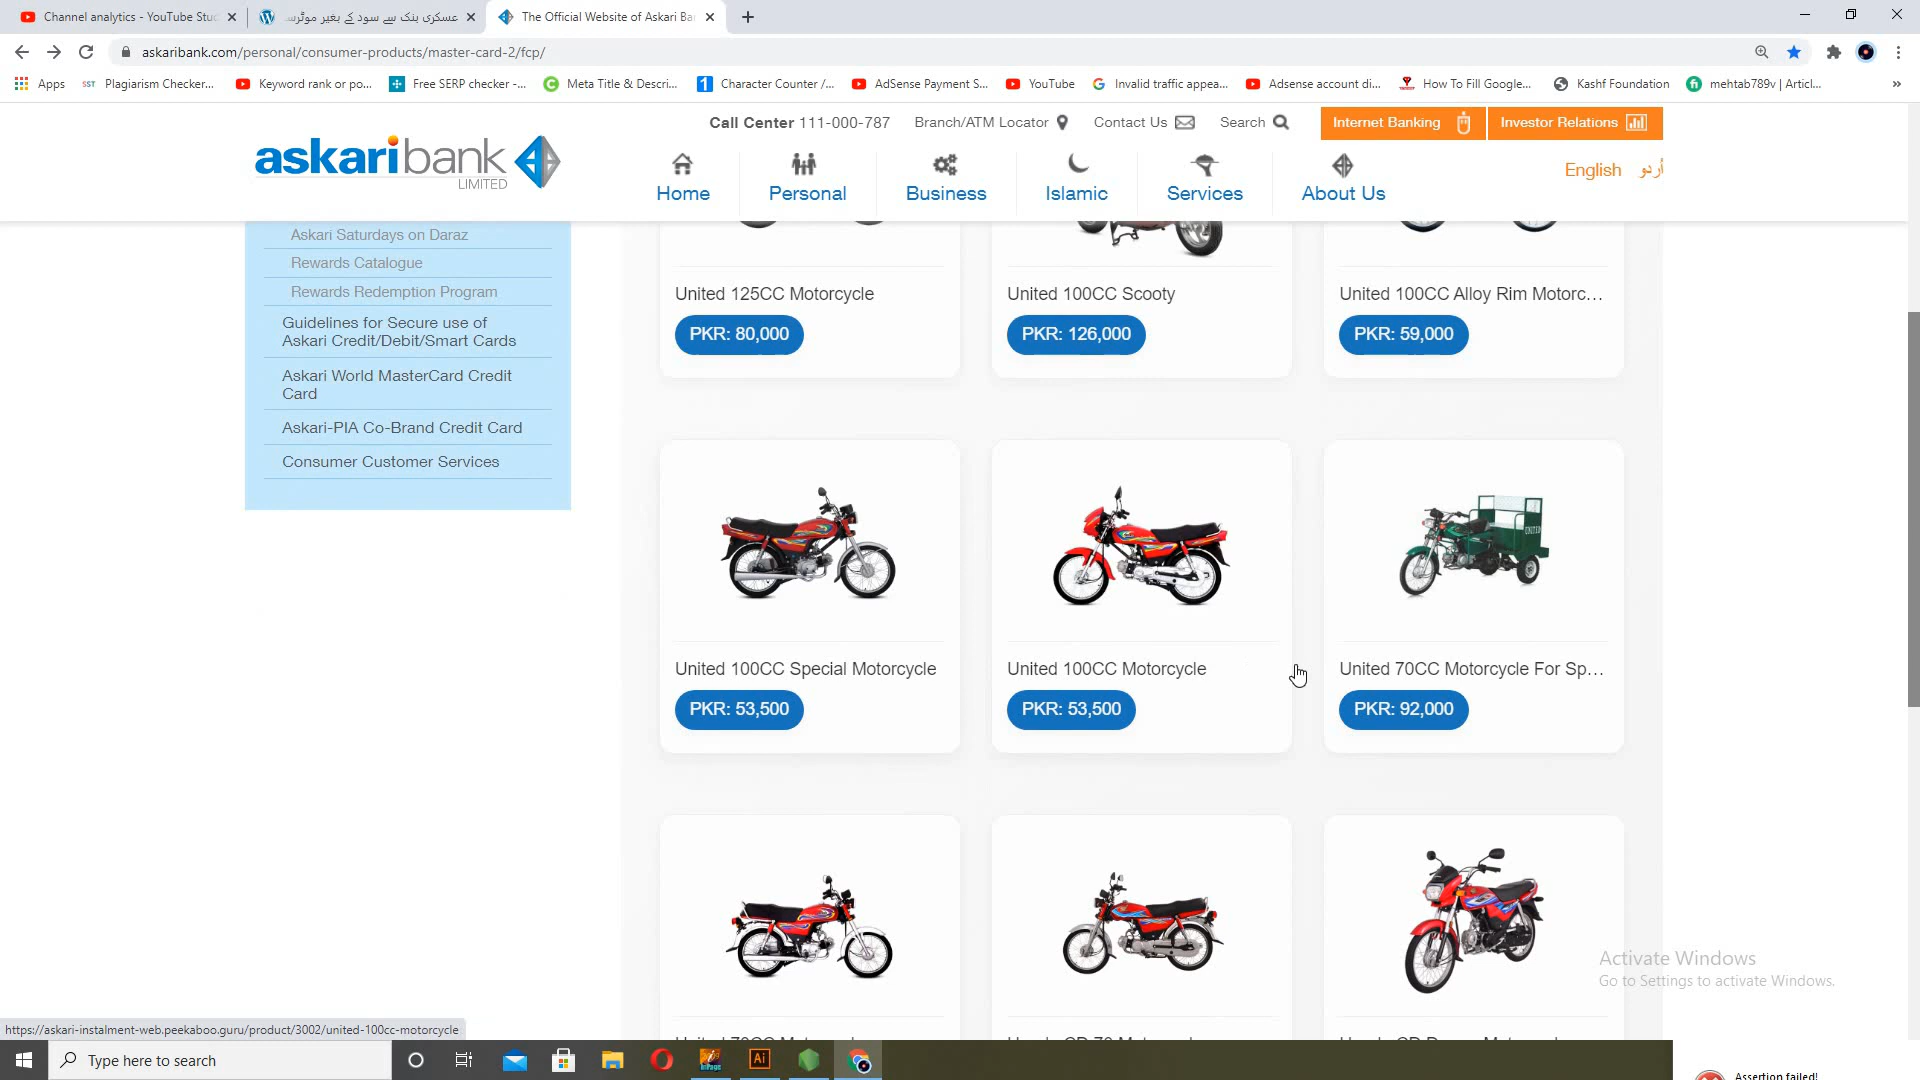 Channel analytics - YouTube Stu
عسکری بنک سے سود کے بغیر موٹرس
The Official Website of Askari Ba
askaribank.com/personal/consumer-products/master-card-2/fcp/
Apps
SST Plagiarism Checker...
Keyword rank or po...
Free SERP checker -...
Meta Title & Descri...
Character Counter /...
AdSense Payment S...
YouTube
Invalid traffic appea...
Adsense account di...
How To Fill Google...
Kashf Foundation
mehtab789v | Articl...
Call Center 111-000-787
Branch/ATM Locator
Contact Us
Search
Internet Banking
Investor Relations
askaribank
LIMITED
Home
Personal
Business
Islamic
Services
About Us
English
اُردو
Askari Saturdays on Daraz
Rewards Catalogue
Rewards Redemption Program
Guidelines for Secure use of
Askari Credit/Debit/Smart Cards
Askari World MasterCard Credit
Card
Askari-PIA Co-Brand Credit Card
Consumer Customer Services
United 125CC Motorcycle
PKR: 80,000
United 100CC Scooty
PKR: 126,000
United 100CC Alloy Rim Motorc...
PKR: 59,000
United 100CC Special Motorcycle
PKR: 53,500
United 100CC Motorcycle
PKR: 53,500
UNITED
United 70CC Motorcycle For Sp...
PKR: 92,000
Activate Windows
Go to Settings to activate Windows.
https://askari-instalment-web.peekaboo.guru/product/3002/united-100cc-motorcycle
Type here to search
InPage
Ai
Assertion failed!